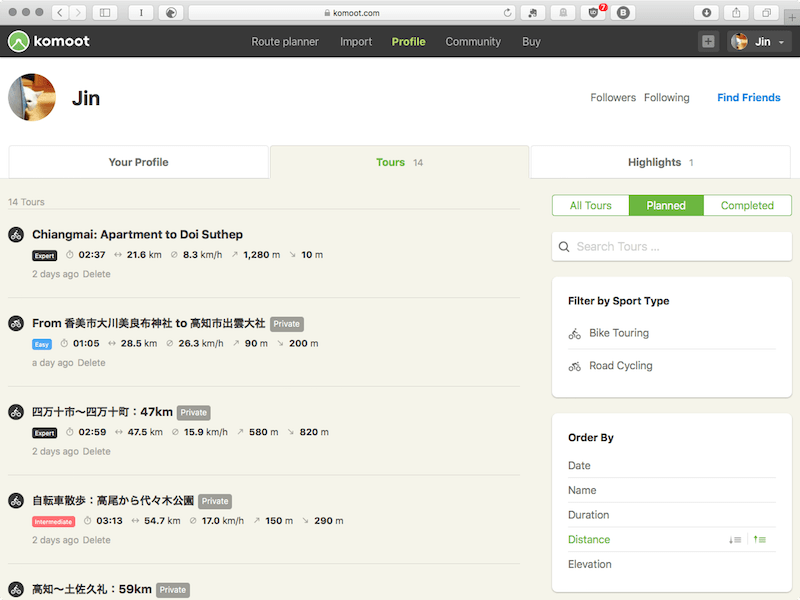 komoot.com
7
B
komoot
Route planner Import Profile Community Buy
Jin
Jin
Followers Following Find Friends
Your Profile
Tours 14
Highlights 1
14 Tours
All Tours Planned Completed
Chiangmai: Apartment to Doi Suthep
Expert 02:37 21.6 km 8.3 km/h 1,280 m 10 m
2 days ago Delete
Search Tours ...
From 香美市大川美良布神社 to 高知市出雲大社 Private
Easy 01:05 28.5 km 26.3 km/h 90 m 200 m
a day ago Delete
Filter by Sport Type
Bike Touring
Road Cycling
四万十市〜四万十町：47km Private
Expert 02:59 47.5 km 15.9 km/h 580 m 820 m
2 days ago Delete
自転車散歩：高尾から代々木公園 Private
Intermediate 03:13 54.7 km 17.0 km/h 150 m 290 m
2 days ago Delete
高知〜土佐久礼：59km Private
Order By
Date
Name
Duration
Distance
Elevation